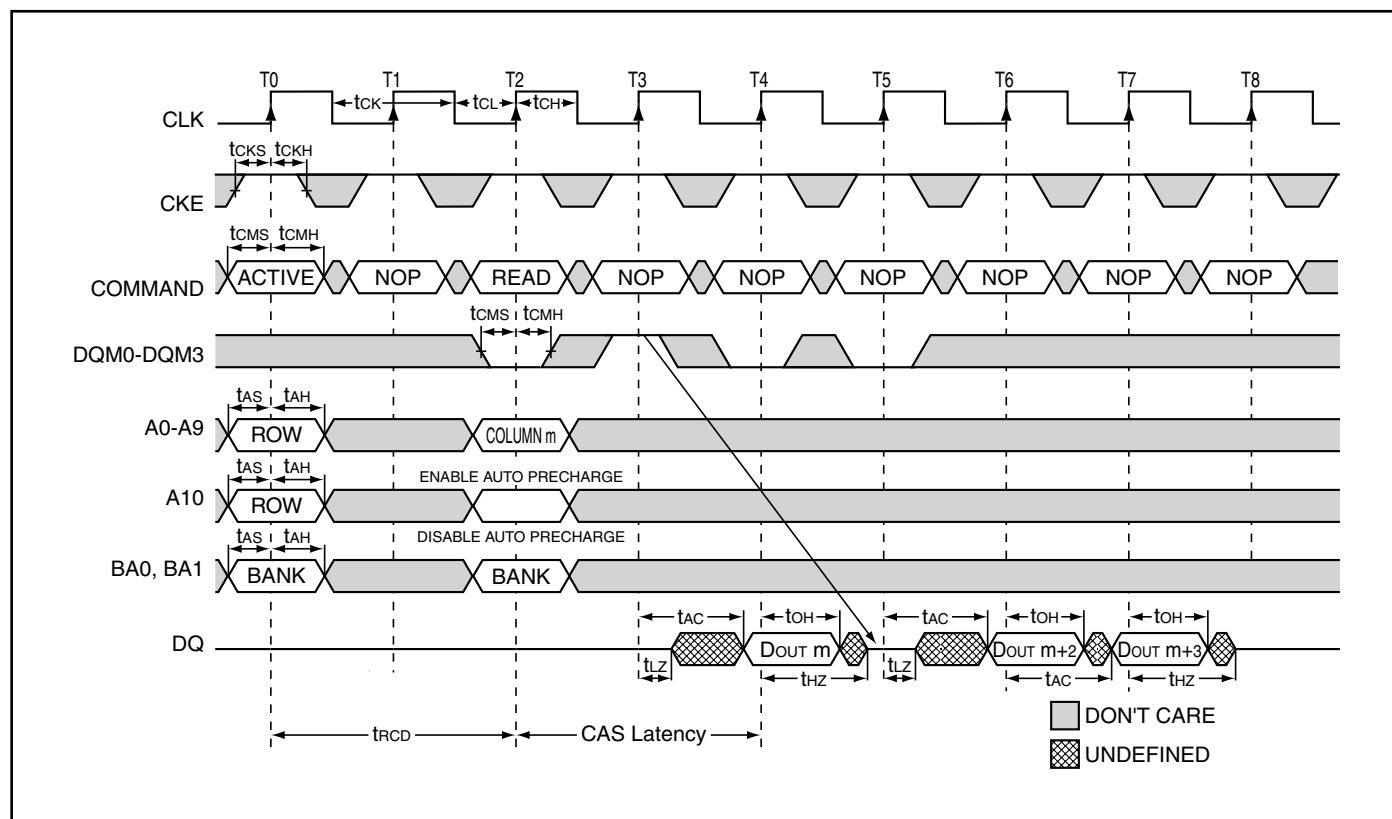 T0 T1 T2 T3 T4 T5 T6 T7 T8
tCK tCL tCH
CLK
tCKS tCKH
CKE
tCMS tCMH
COMMAND ACTIVE NOP READ NOP NOP NOP NOP NOP NOP
tCMS tCMH
DQM0-DQM3
tAS tAH
A0-A9 ROW COLUMN m
tAS tAH ENABLE AUTO PRECHARGE
A10 ROW
tAS tAH DISABLE AUTO PRECHARGE
BA0, BA1 BANK BANK
tAC tOH tAC tOH tOH
DQ DOUT m DOUT m+2 DOUT m+3
tLZ tHZ tLZ tAC tHZ
DON'T CARE
tRCD CAS Latency
UNDEFINED